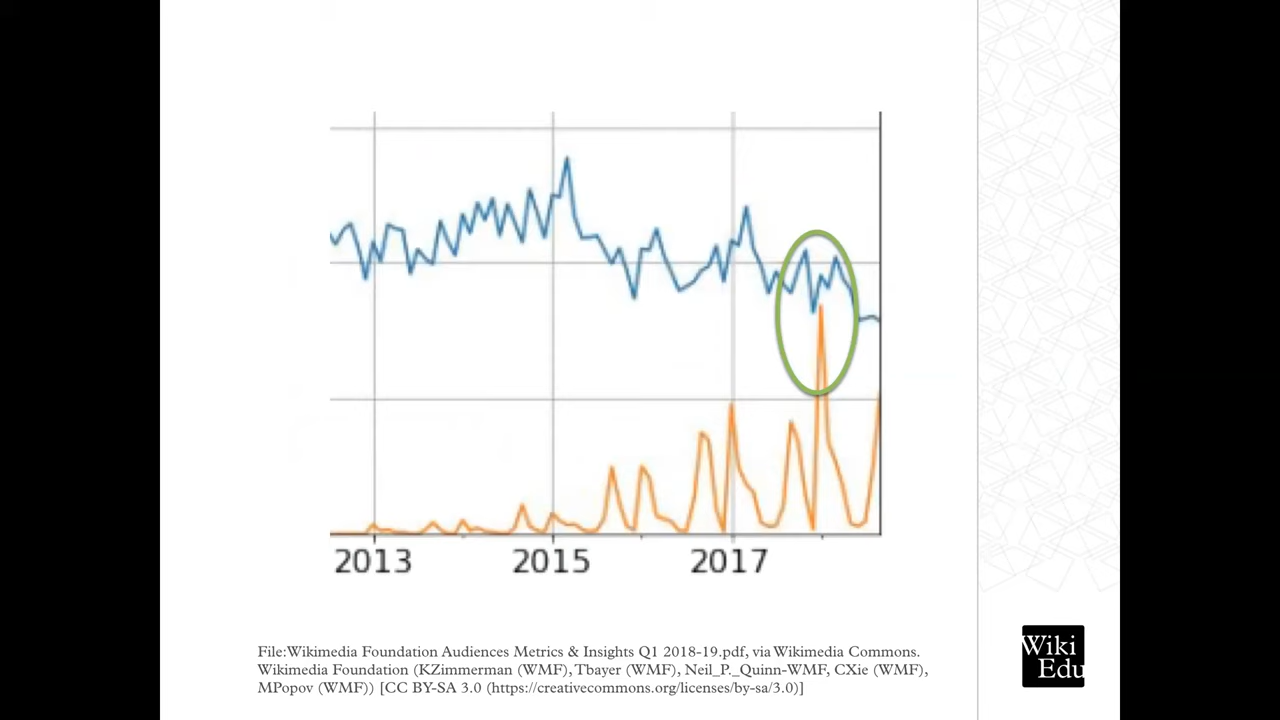 2013 2015 2017
File:Wikimedia Foundation Audiences Metrics & Insights Q1 2018-19.pdf, via Wikimedia Commons.
Wikimedia Foundation (KZimmerman (WMF), Tbayer (WMF), Neil_P._Quinn-WMF, CXie (WMF),
MPopov (WMF)) [CC BY-SA 3.0 (https://creativecommons.org/licenses/by-sa/3.0)]
Wiki
Edu